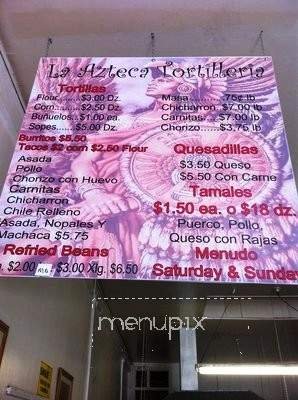 La Azteca Tortilleria
Tortillas
Flour.......$3.00 Dz.
Corn........$2.50 Dz.
Buñuelos..$1.00 ea.
Sopes......$5.00 Dz.
Burritos $5.50
Tacos $2 corn $2.50 Flour
Asada
Pollo
Chorizo con Huevo
Carnitas
Chicharron
Chile Relleno
Asada, Nopales Y
Machaca $5.75
Refried Beans
$2.00 $3.00 Xlg. $6.50
Masa.........75¢ lb
Chicharron $7.00 lb
Carnitas.... $7.00 lb
Chorizo.....$3.75 lb
Quesadillas
$3.50 Queso
$5.50 Con Carne
Tamales
$1.50 ea. o $18 dz.
Puerco, Pollo,
Queso con Rajas
Menudo
Saturday & Sunday
menupix